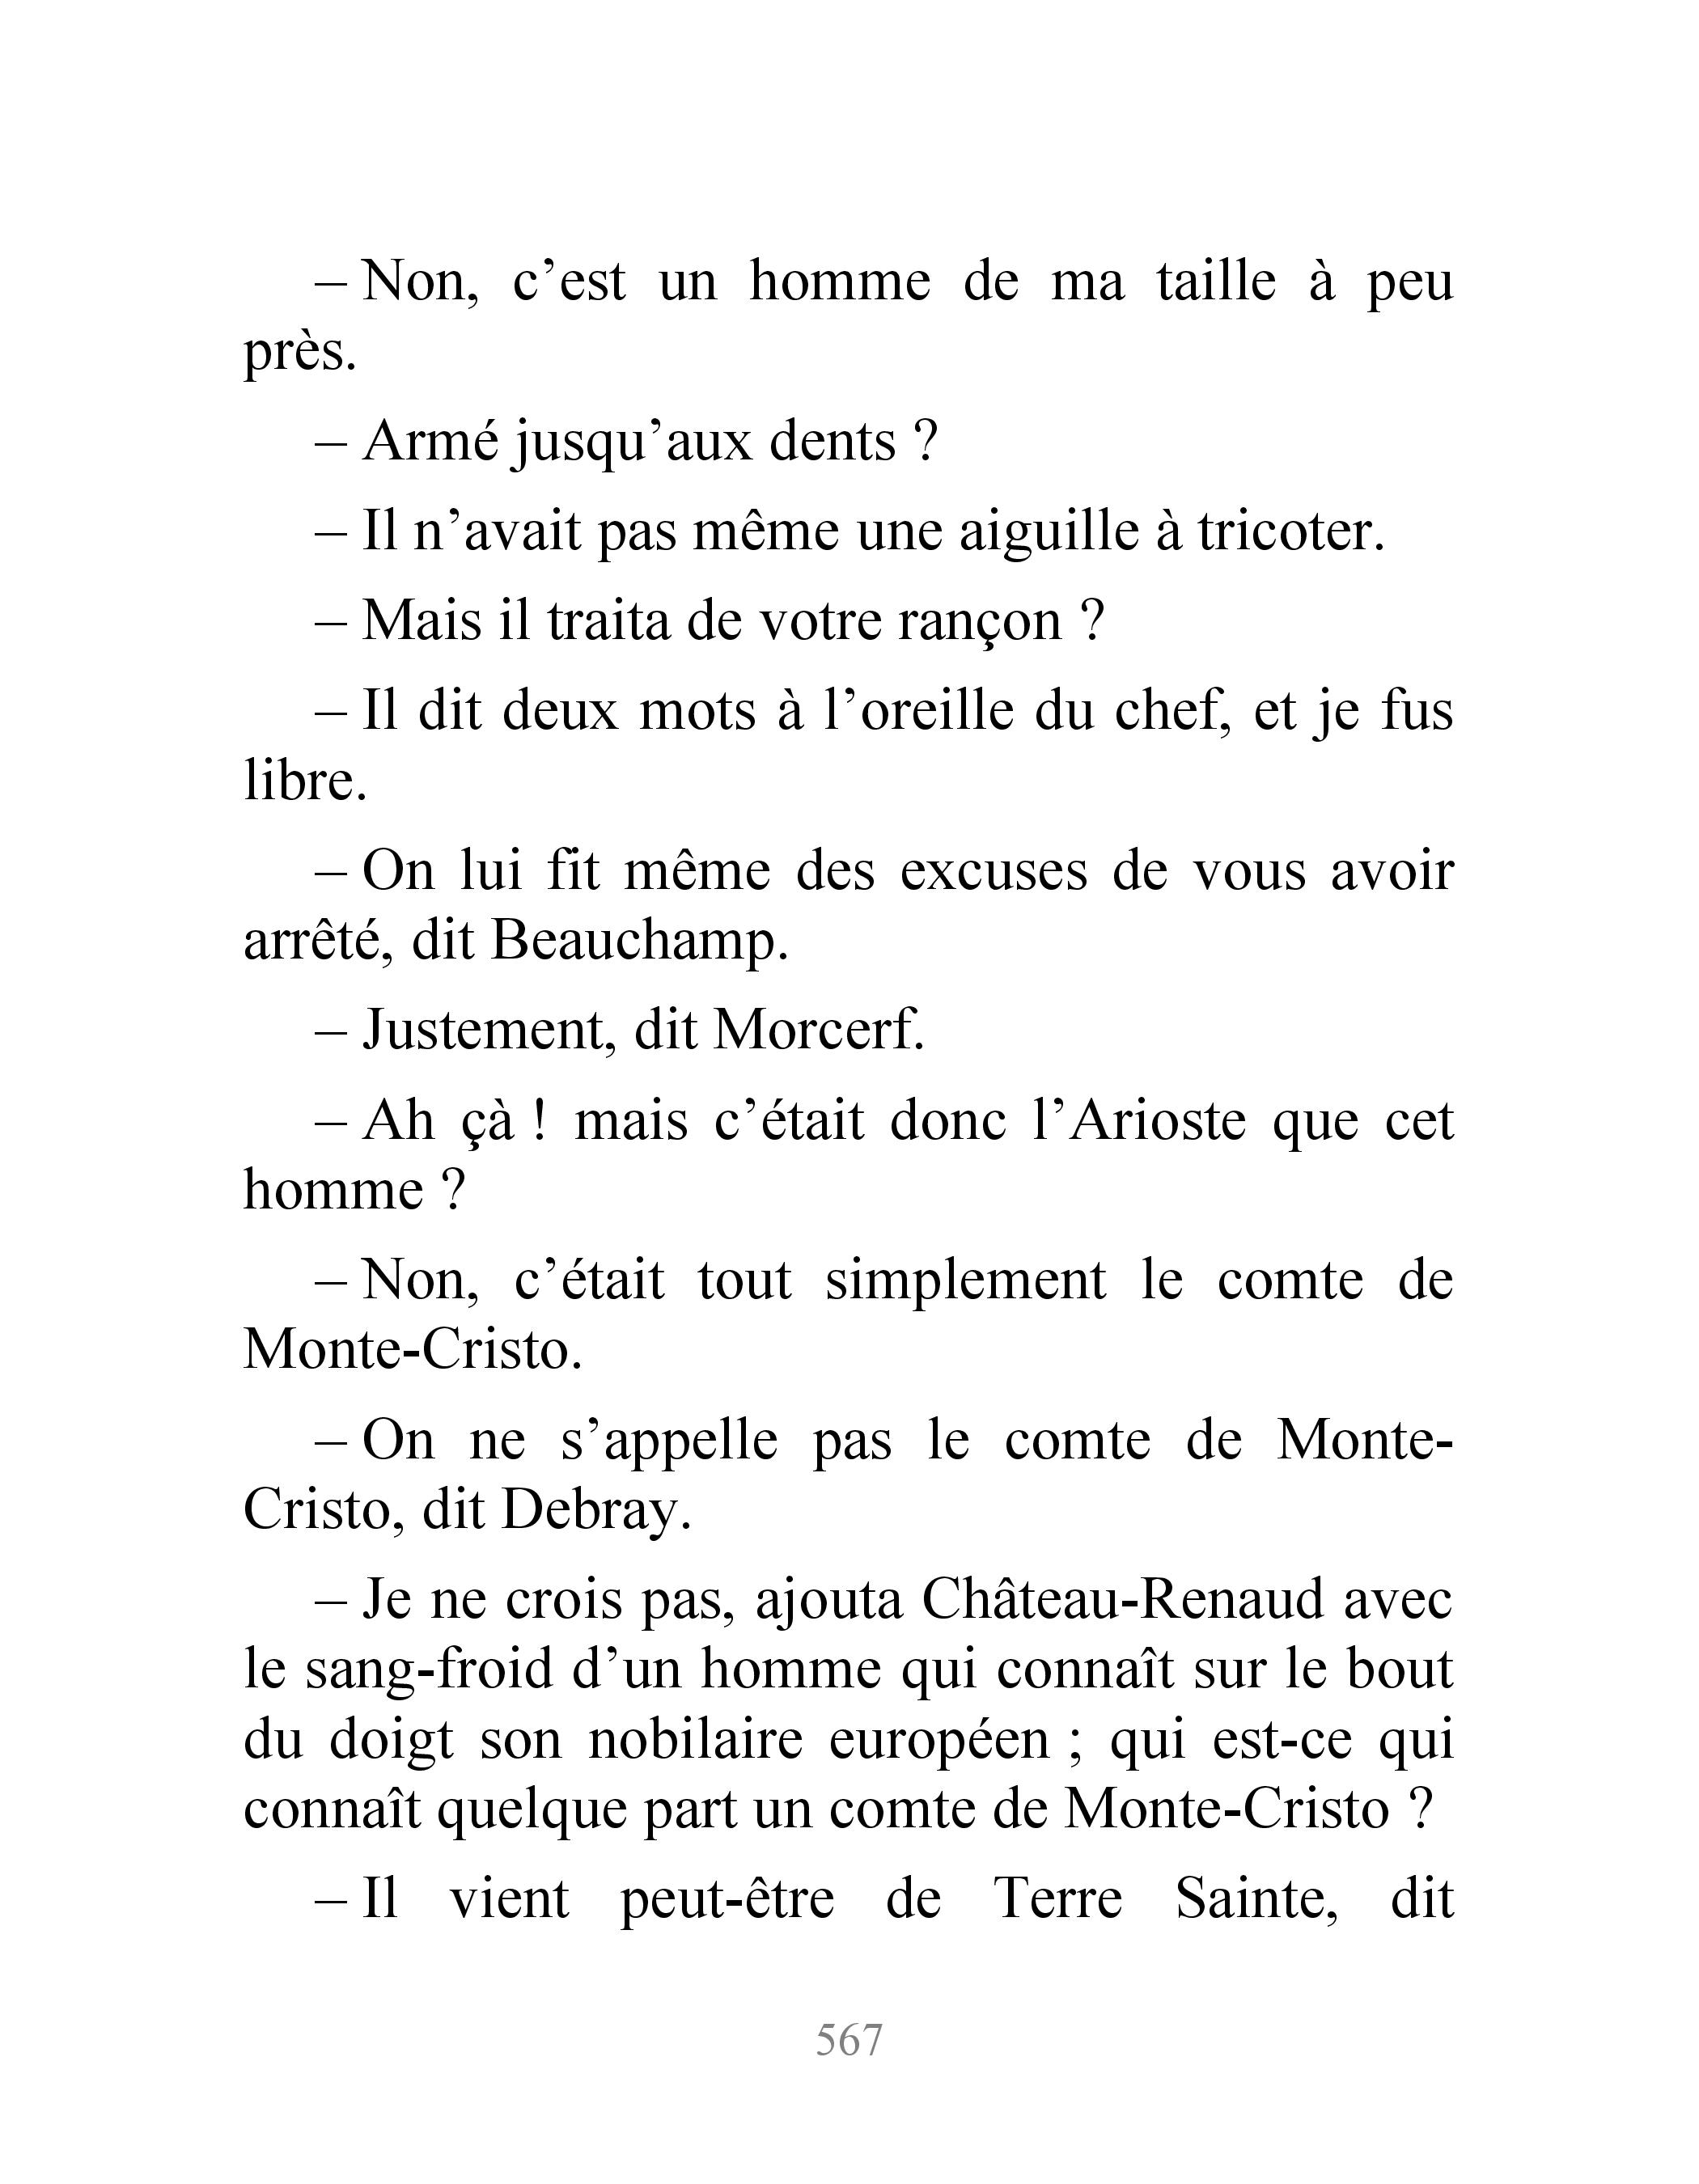 – Non, c’est un homme de ma taille à peu
près.
– Armé jusqu’aux dents ?
– Il n’avait pas même une aiguille à tricoter.
– Mais il traita de votre rançon ?
– Il dit deux mots à l’oreille du chef, et je fus
libre.
– On lui fit même des excuses de vous avoir
arrêté, dit Beauchamp.
– Justement, dit Morcerf.
– Ah çà ! mais c’était donc l’Arioste que cet
homme ?
– Non, c’était tout simplement le comte de
Monte-Cristo.
– On ne s’appelle pas le comte de Monte-
Cristo, dit Debray.
– Je ne crois pas, ajouta Château-Renaud avec
le sang-froid d’un homme qui connaît sur le bout
du doigt son nobilaire européen ; qui est-ce qui
connaît quelque part un comte de Monte-Cristo ?
– Il vient peut-être de Terre Sainte, dit
567